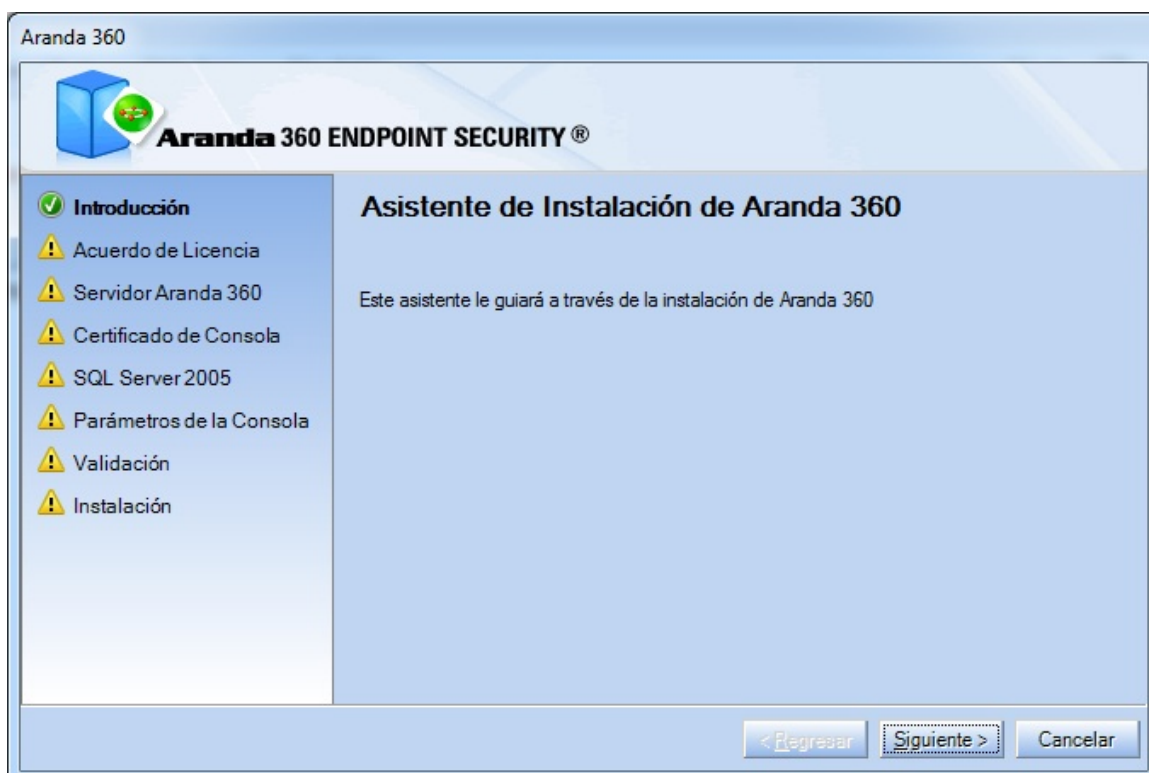 Aranda 360
Aranda 360 ENDPOINT SECURITY ®
Introducción
Acuerdo de Licencia
Servidor Aranda 360
Certificado de Consola
SQL Server 2005
Parámetros de la Consola
Validación
Instalación
Asistente de Instalación de Aranda 360
Este asistente le guiará a través de la instalación de Aranda 360
< Regresar
Siguiente >
Cancelar